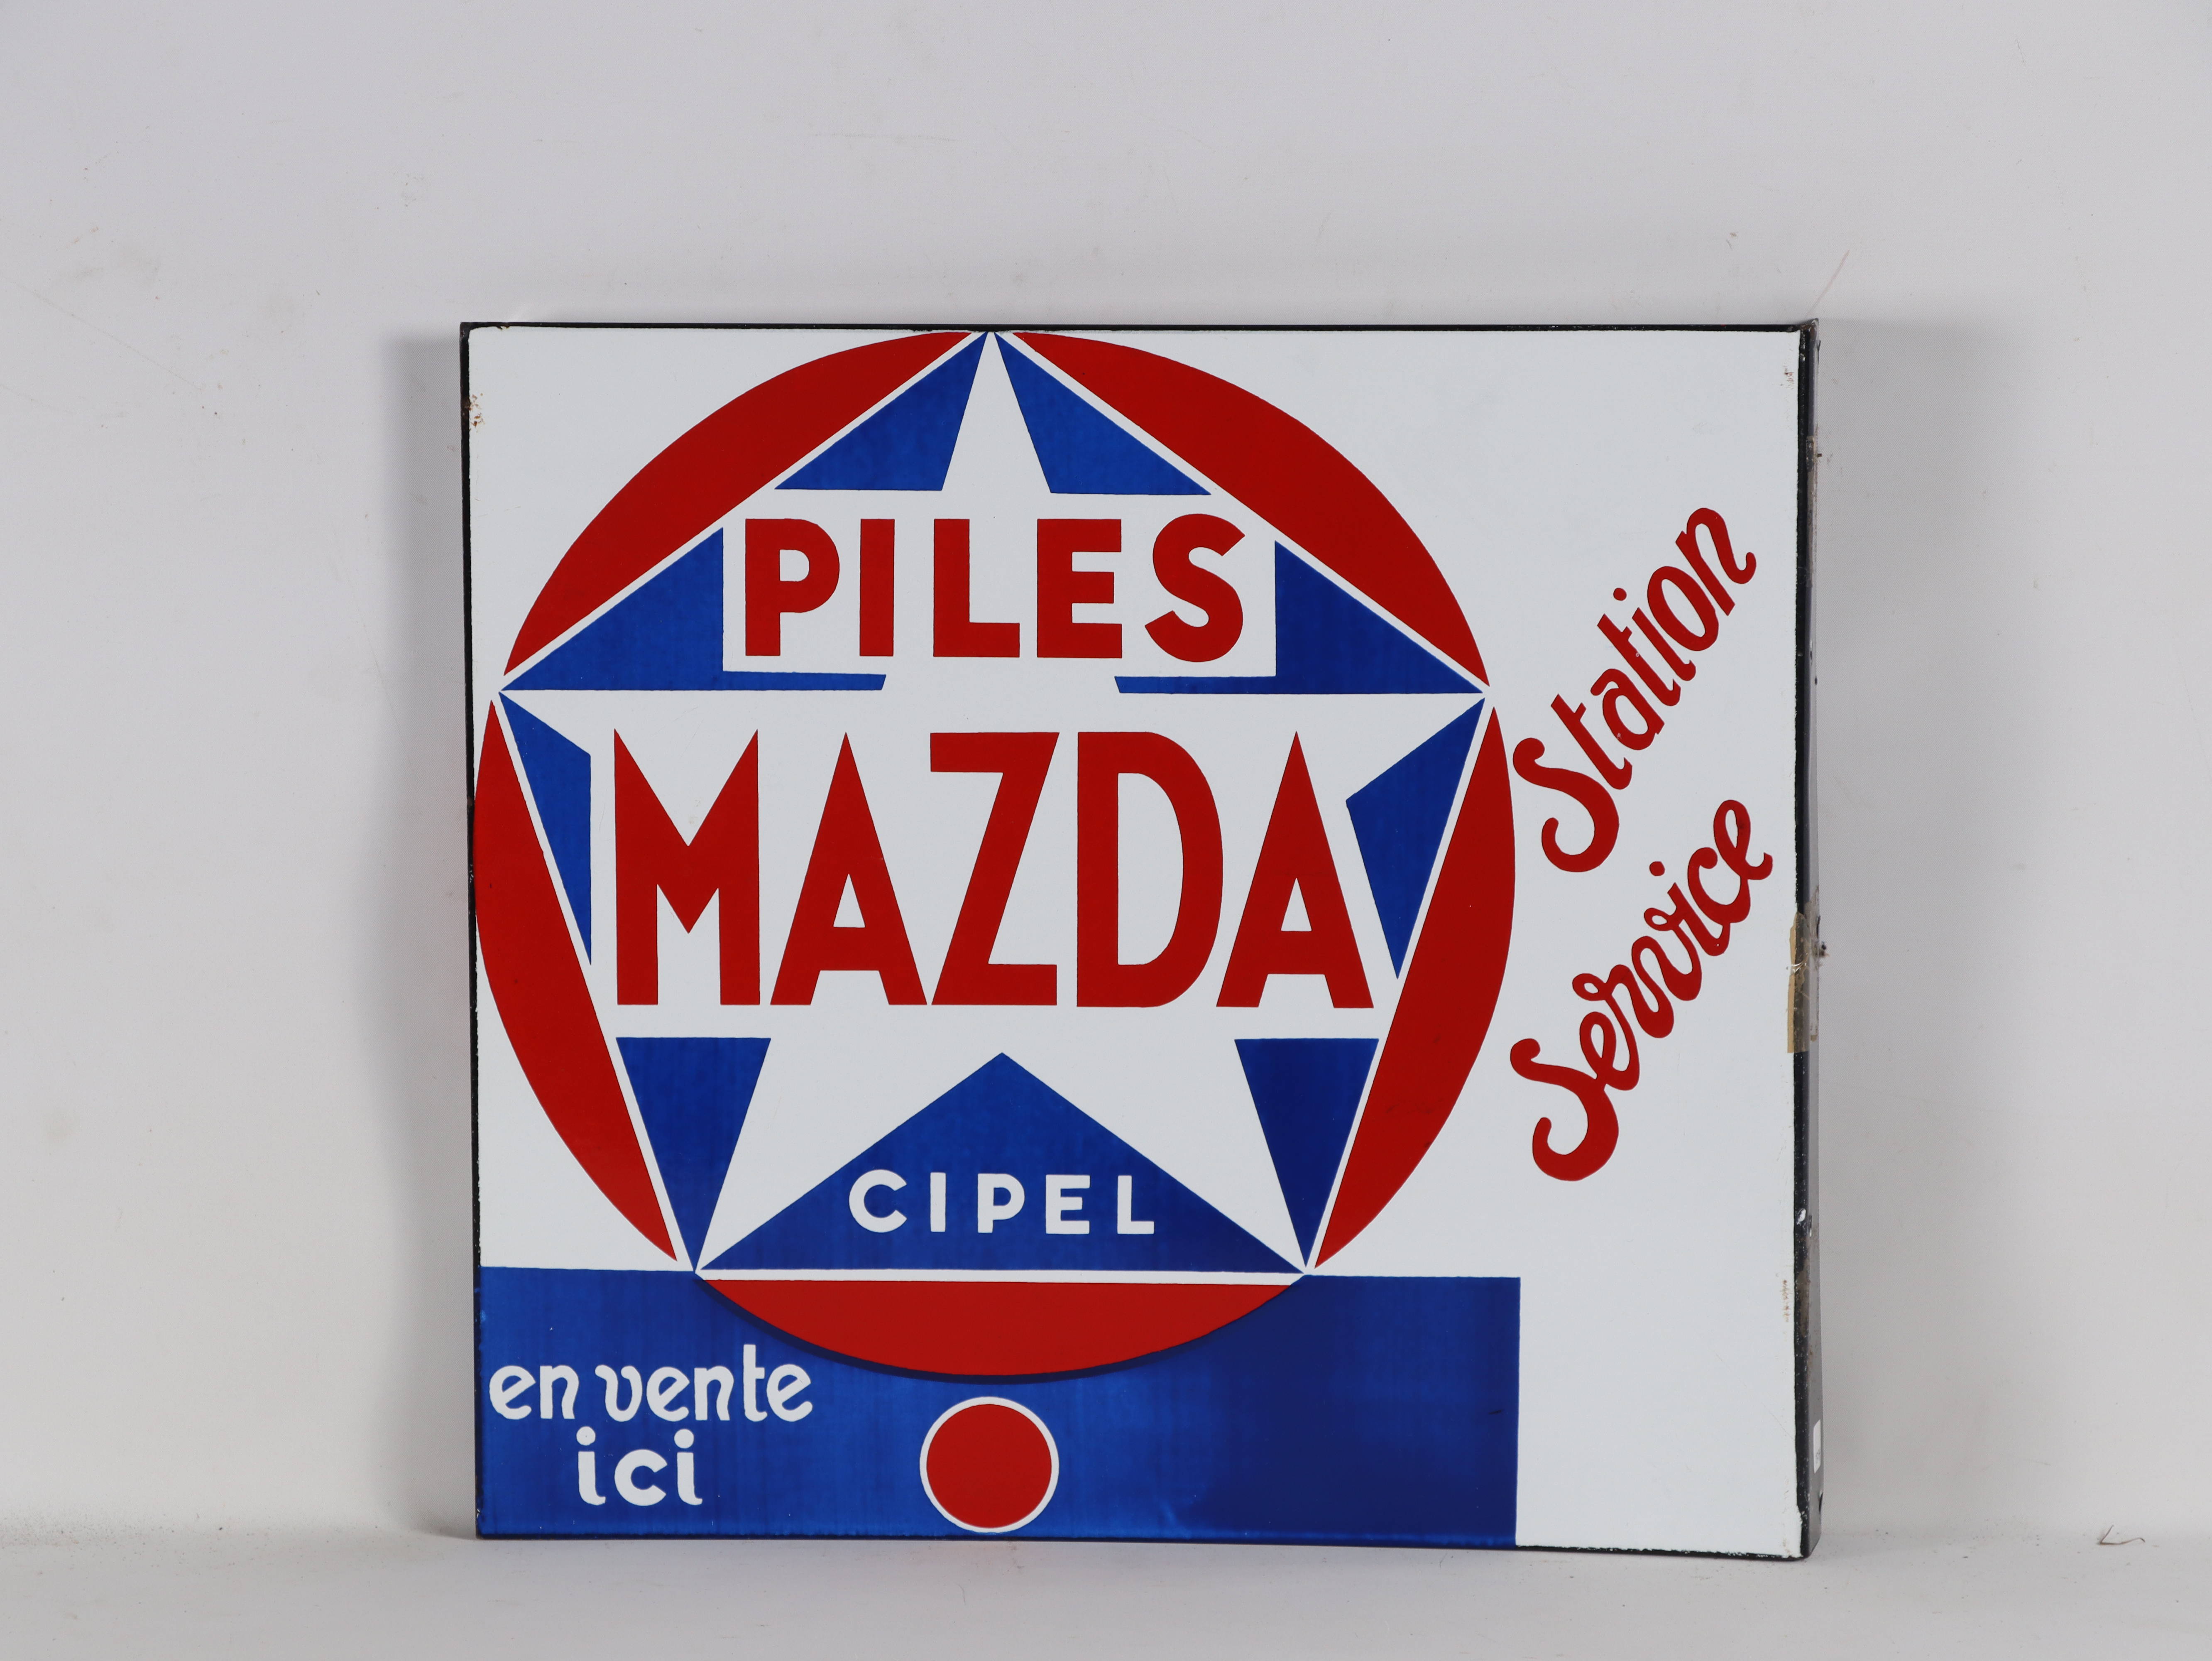 PILES
MAZDA
CIPEL
Station
Service
en vente
ici